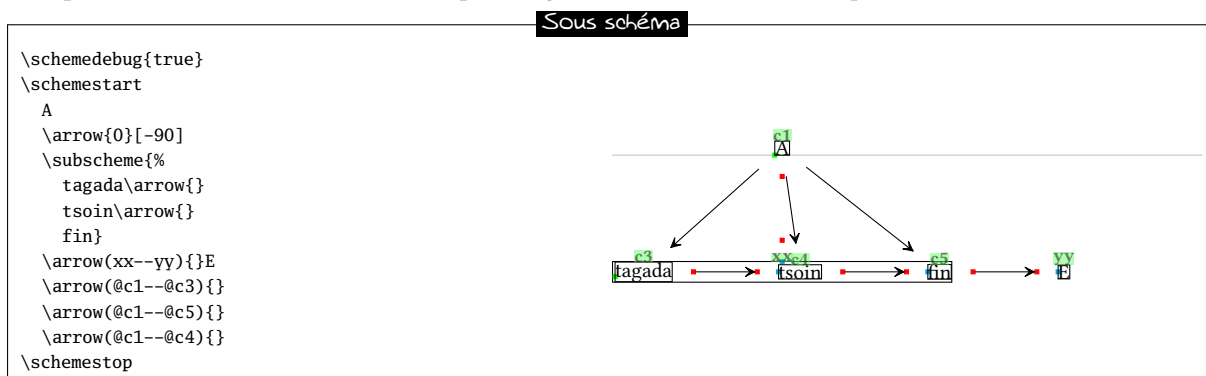 Sous schéma
\schemedebug{true}
\schemestart
A
\arrow{0}[-90]
\subscheme{%
tagada\arrow{}
tsoin\arrow{}
fin}
\arrow(xx--yy){}E
\arrow(@c1--@c3){}
\arrow(@c1--@c5){}
\arrow(@c1--@c4){}
\schemestop
c1
A
c3 xx c4 c5 yy
tagada tsoin fin E